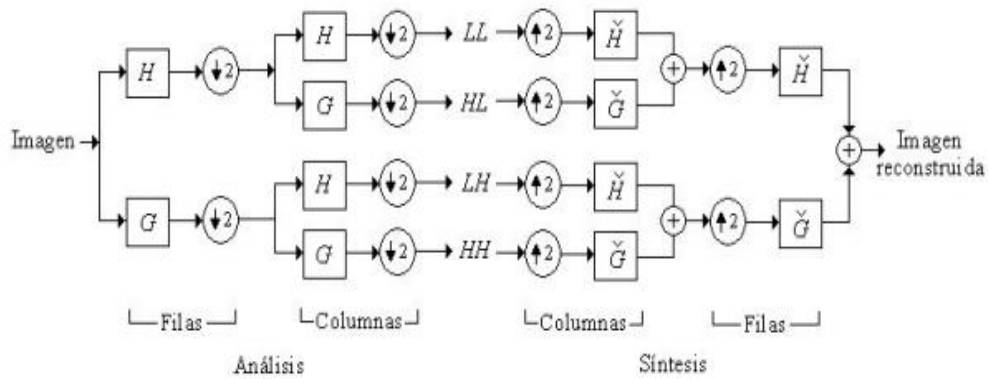 H ↓2 H ↓2 LL ↑2 Ȟ + ↑2 Ȟ
G ↓2 HL ↑2 Ǧ
Imagen + Imagen reconstruida
G ↓2 H ↓2 LH ↑2 Ȟ + ↑2 Ǧ
G ↓2 HH ↑2 Ǧ
Filas Columnas Columnas Filas
Análisis Síntesis